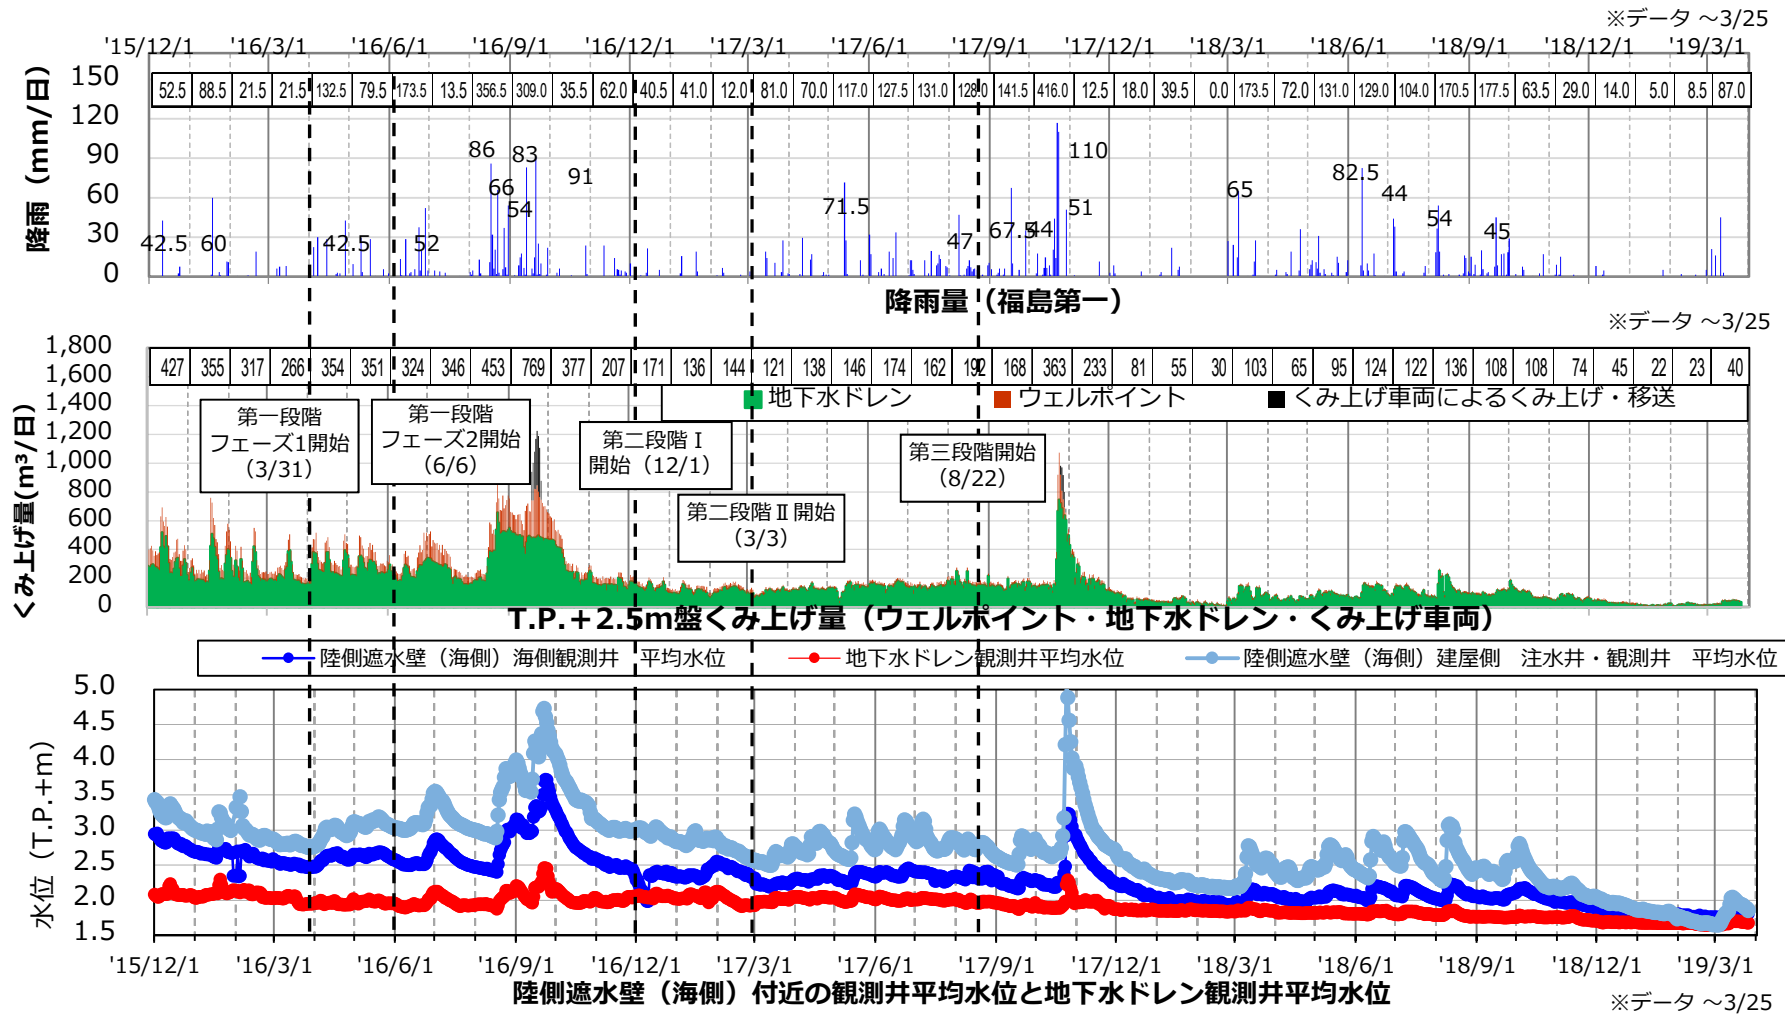 ※データ ～3/25
'15/12/1 '16/3/1 '16/6/1 '16/9/1 '16/12/1 '17/3/1 '17/6/1 '17/9/1 '17/12/1 '18/3/1 '18/6/1 '18/9/1 '18/12/1 '19/3/1
降雨（mm/日）
150
120
90
60
30
0
52.5 88.5 21.5 21.5 132.5 79.5 173.5 13.5 356.5 309.0 35.5 62.0 40.5 41.0 12.0 81.0 70.0 117.0 127.5 131.0 128.0 141.5 416.0 12.5 18.0 39.5 0.0 173.5 72.0 131.0 129.0 104.0 170.5 177.5 63.5 29.0 14.0 5.0 8.5 87.0
42.5 60 42.5 52 86 66 54 83 91 71.5 47 67.5 44 51 110 65 82.5 44 54 45
降雨量（福島第一）
※データ ～3/25
くみ上げ量(m³/日)
1,800
1,600
1,400
1,200
1,000
800
600
400
200
0
427 355 317 266 354 351 324 346 453 769 377 207 171 136 144 121 138 146 174 162 192 168 363 233 81 55 30 103 65 95 124 122 136 108 108 74 45 22 23 40
地下水ドレン ウェルポイント くみ上げ車両によるくみ上げ・移送
第一段階
フェーズ1開始
（3/31）
第一段階
フェーズ2開始
（6/6）
第二段階Ⅰ
開始（12/1）
第二段階Ⅱ開始
（3/3）
第三段階開始
（8/22）
T.P.＋2.5m盤くみ上げ量（ウェルポイント・地下水ドレン・くみ上げ車両）
陸側遮水壁（海側）海側観測井　平均水位 地下水ドレン観測井平均水位 陸側遮水壁（海側）建屋側　注水井・観測井　平均水位
水位（T.P.+m）
5.0
4.5
4.0
3.5
3.0
2.5
2.0
1.5
'15/12/1 '16/3/1 '16/6/1 '16/9/1 '16/12/1 '17/3/1 '17/6/1 '17/9/1 '17/12/1 '18/3/1 '18/6/1 '18/9/1 '18/12/1 '19/3/1
陸側遮水壁（海側）付近の観測井平均水位と地下水ドレン観測井平均水位
※データ ～3/25